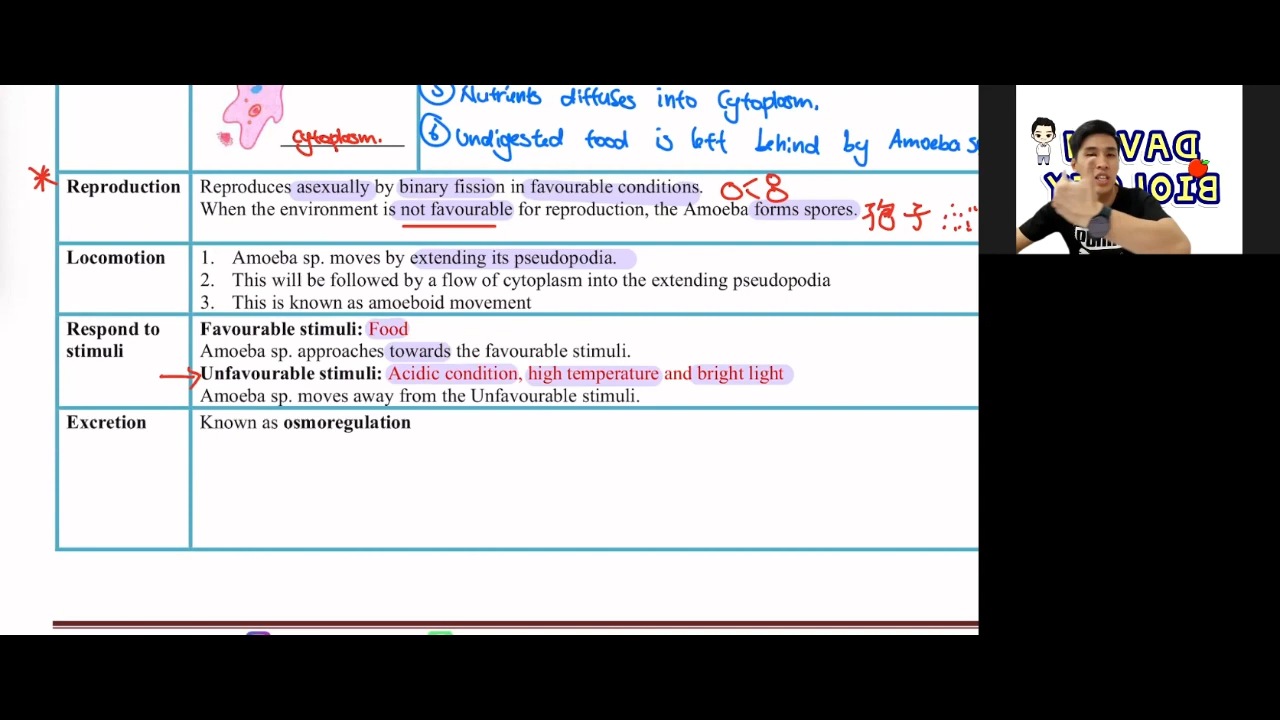 ③ Nutrients diffuses into Cytoplasm.
cytoplasm.
⑥ Undigested food is left behind by Amoeba
* Reproduction
Reproduces asexually by binary fission in favourable conditions.
When the environment is not favourable for reproduction, the Amoeba forms spores. 孢子
Locomotion
1. Amoeba sp. moves by extending its pseudopodia.
2. This will be followed by a flow of cytoplasm into the extending pseudopodia
3. This is known as amoeboid movement
Respond to
stimuli
Favourable stimuli: Food
Amoeba sp. approaches towards the favourable stimuli.
Unfavourable stimuli: Acidic condition, high temperature and bright light
Amoeba sp. moves away from the Unfavourable stimuli.
Excretion
Known as osmoregulation